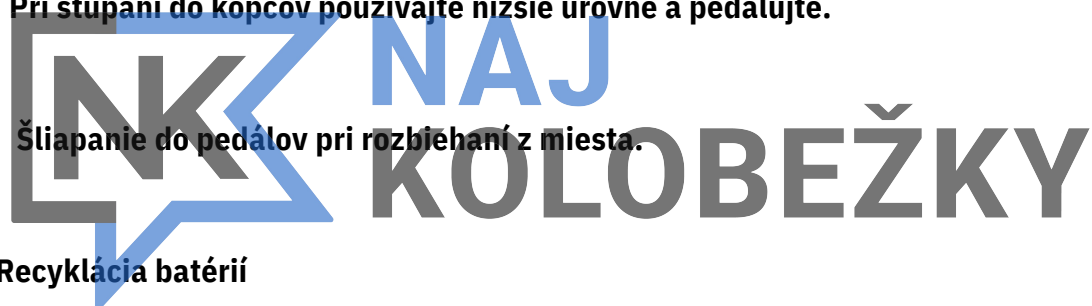 Pri stúpaní do kopcov používajte nižšie úrovne a pedálujte.
NK NAJ
KOLOBEŽKY
Šliapanie do pedálov pri rozbiehaní z miesta.
Recyklácia batérií